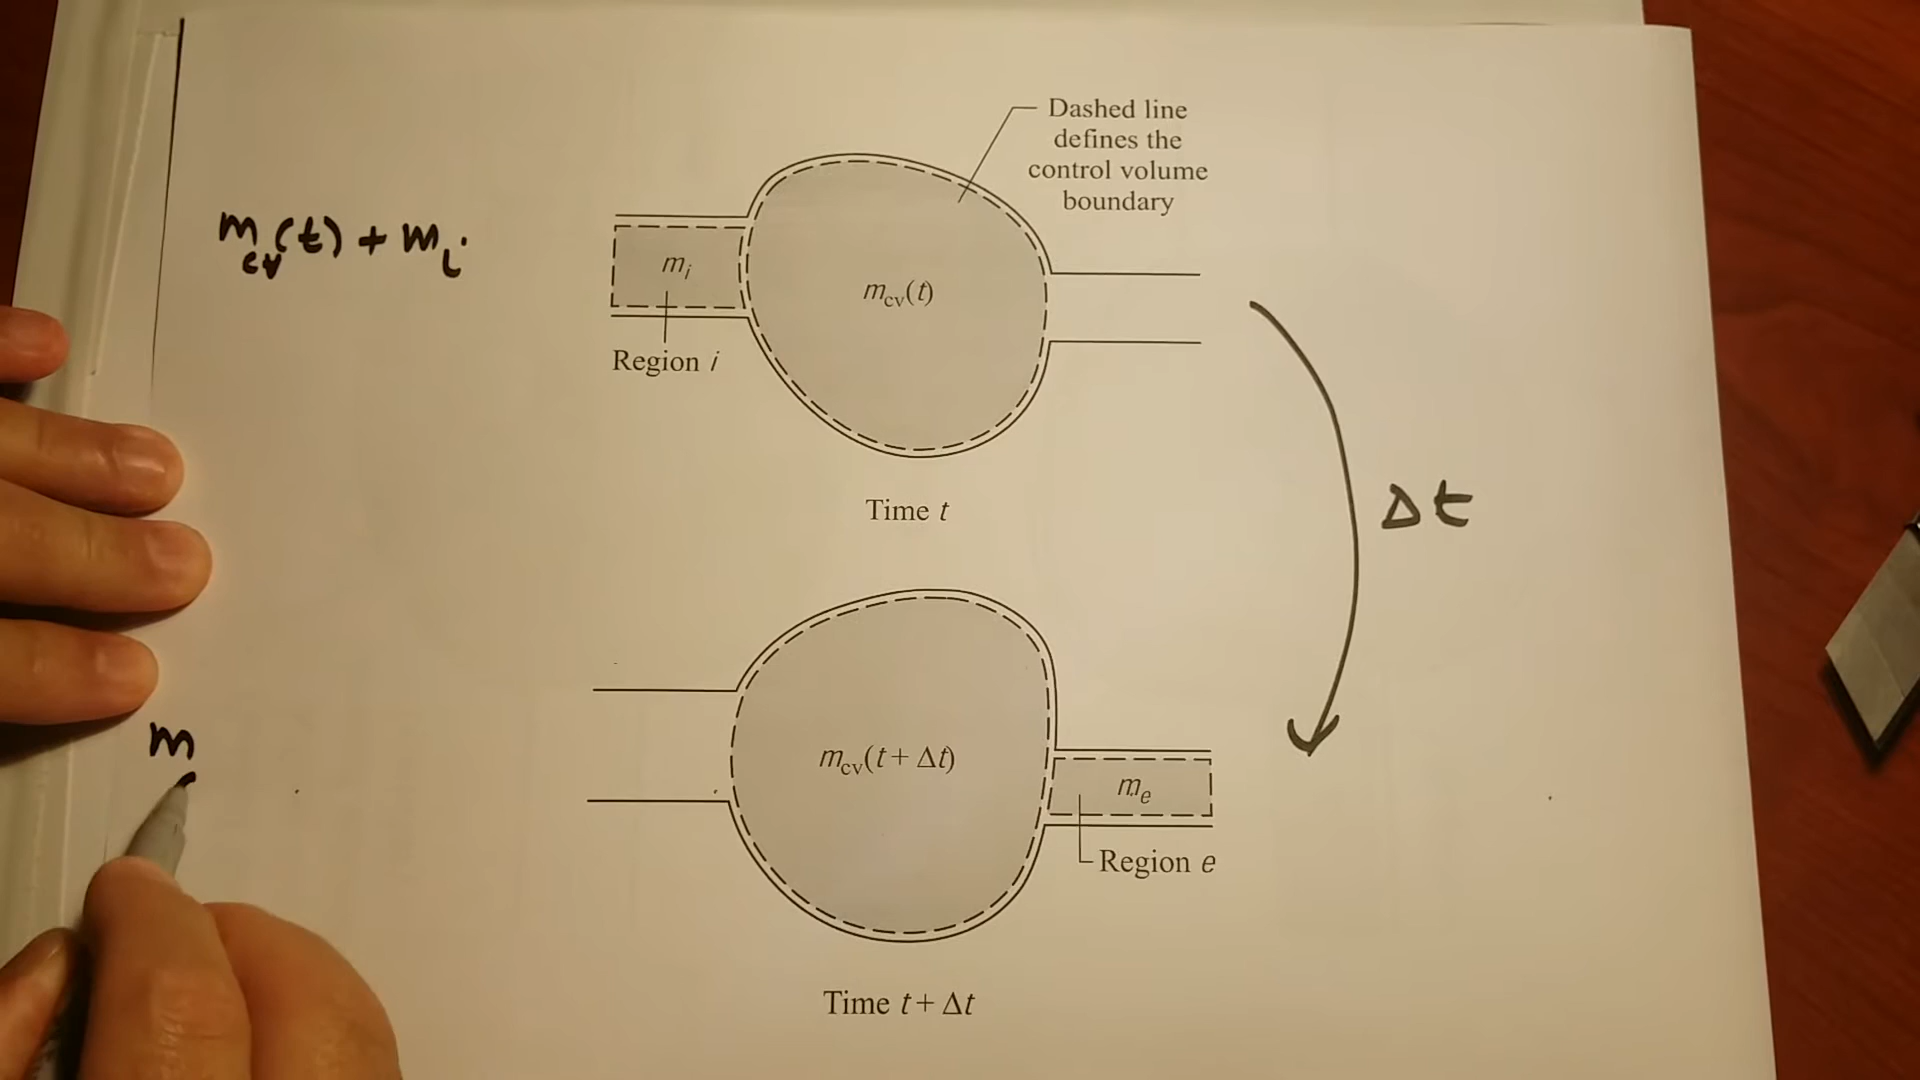 Dashed line
defines the
control volume
boundary
m_cv(t) + m_i
m_i
m_cv(t)
Region i
Time t
Δt
m
m_cv(t + Δt)
m_e
Region e
Time t + Δt